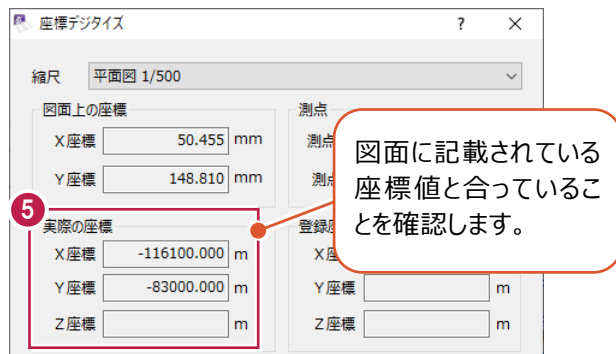 座標デジタイズ ? ×
縮尺 平面図 1/500
図面上の座標
X座標 50.455 mm
Y座標 148.810 mm
測点
測点
測点
図面に記載されている
座標値と合っているこ
とを確認します。
5
実際の座標
X座標 -116100.000 m
Y座標 -83000.000 m
Z座標 m
登録
X座
Y座標 m
Z座標 m